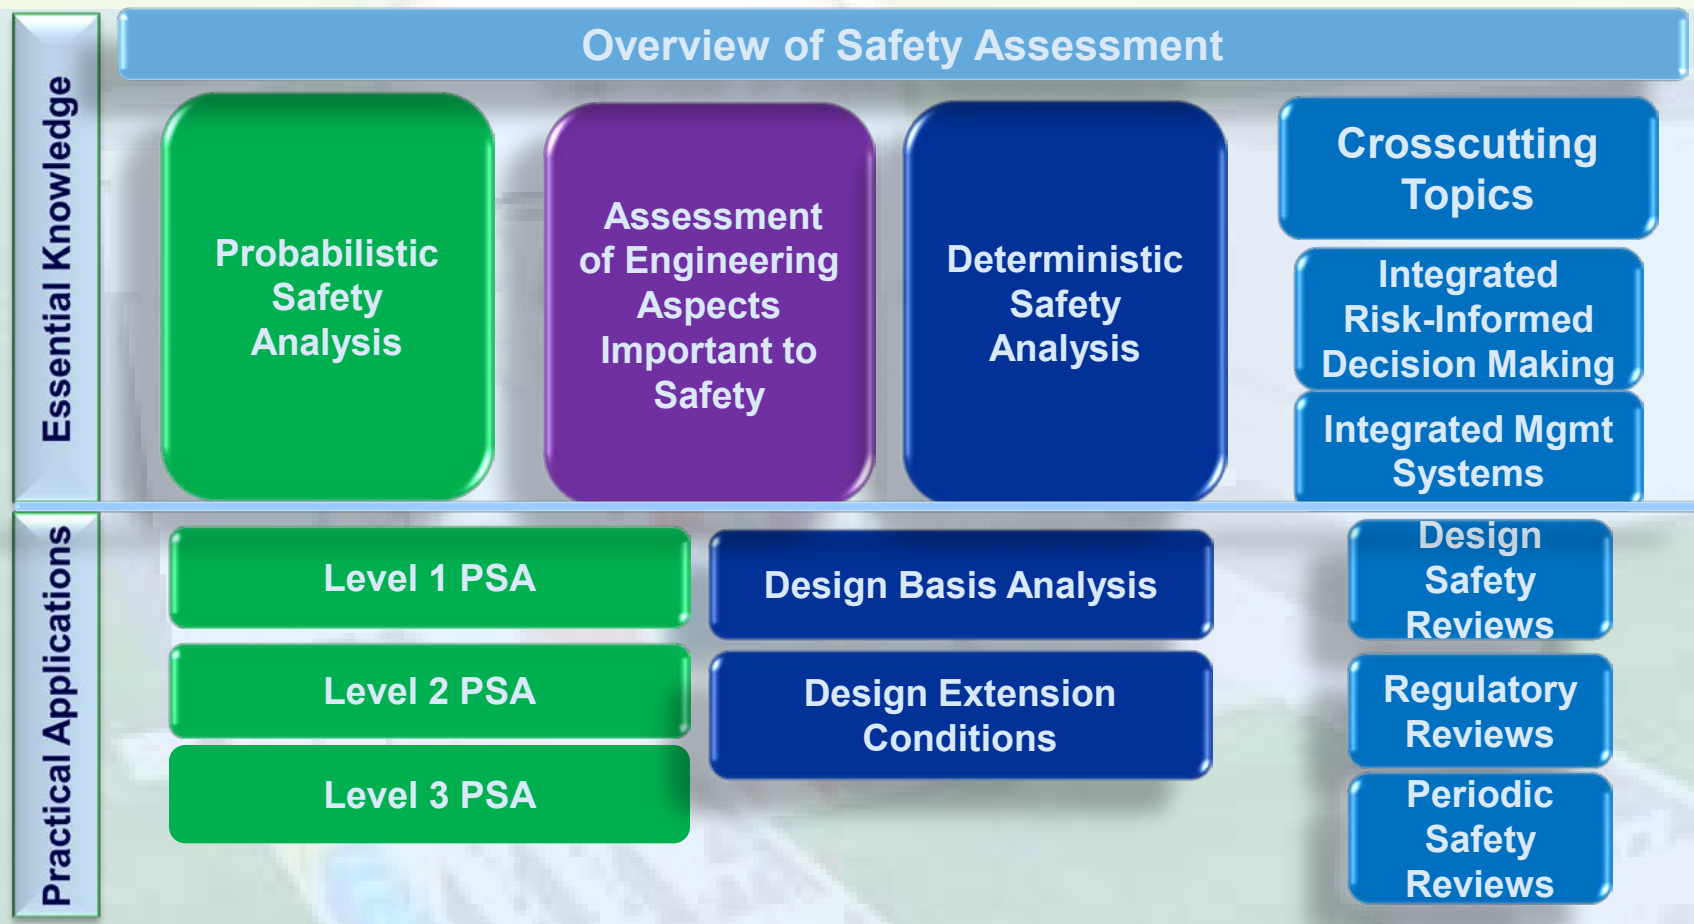 Overview of Safety Assessment
Essential Knowledge
Probabilistic
Safety
Analysis
Assessment
of Engineering
Aspects
Important to
Safety
Deterministic
Safety
Analysis
Crosscutting
Topics
Integrated
Risk-Informed
Decision Making
Integrated Mgmt
Systems
Practical Applications
Level 1 PSA
Level 2 PSA
Level 3 PSA
Design Basis Analysis
Design Extension
Conditions
Design
Safety
Reviews
Regulatory
Reviews
Periodic
Safety
Reviews